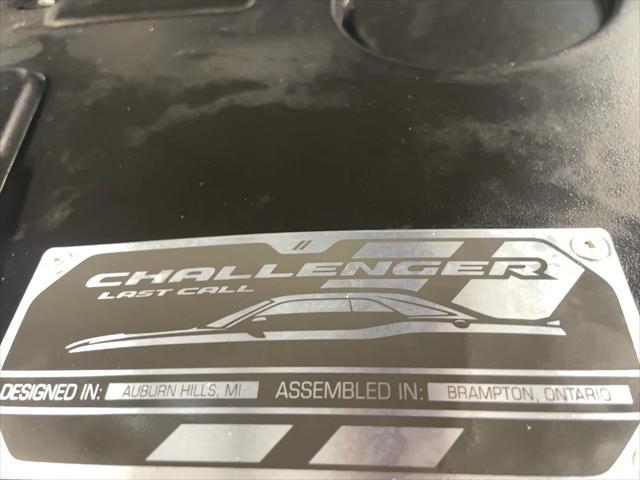 CHALLENGER
LAST CALL
DESIGNED IN: AUBURN HILLS, MI ASSEMBLED IN: BRAMPTON, ONTARIO